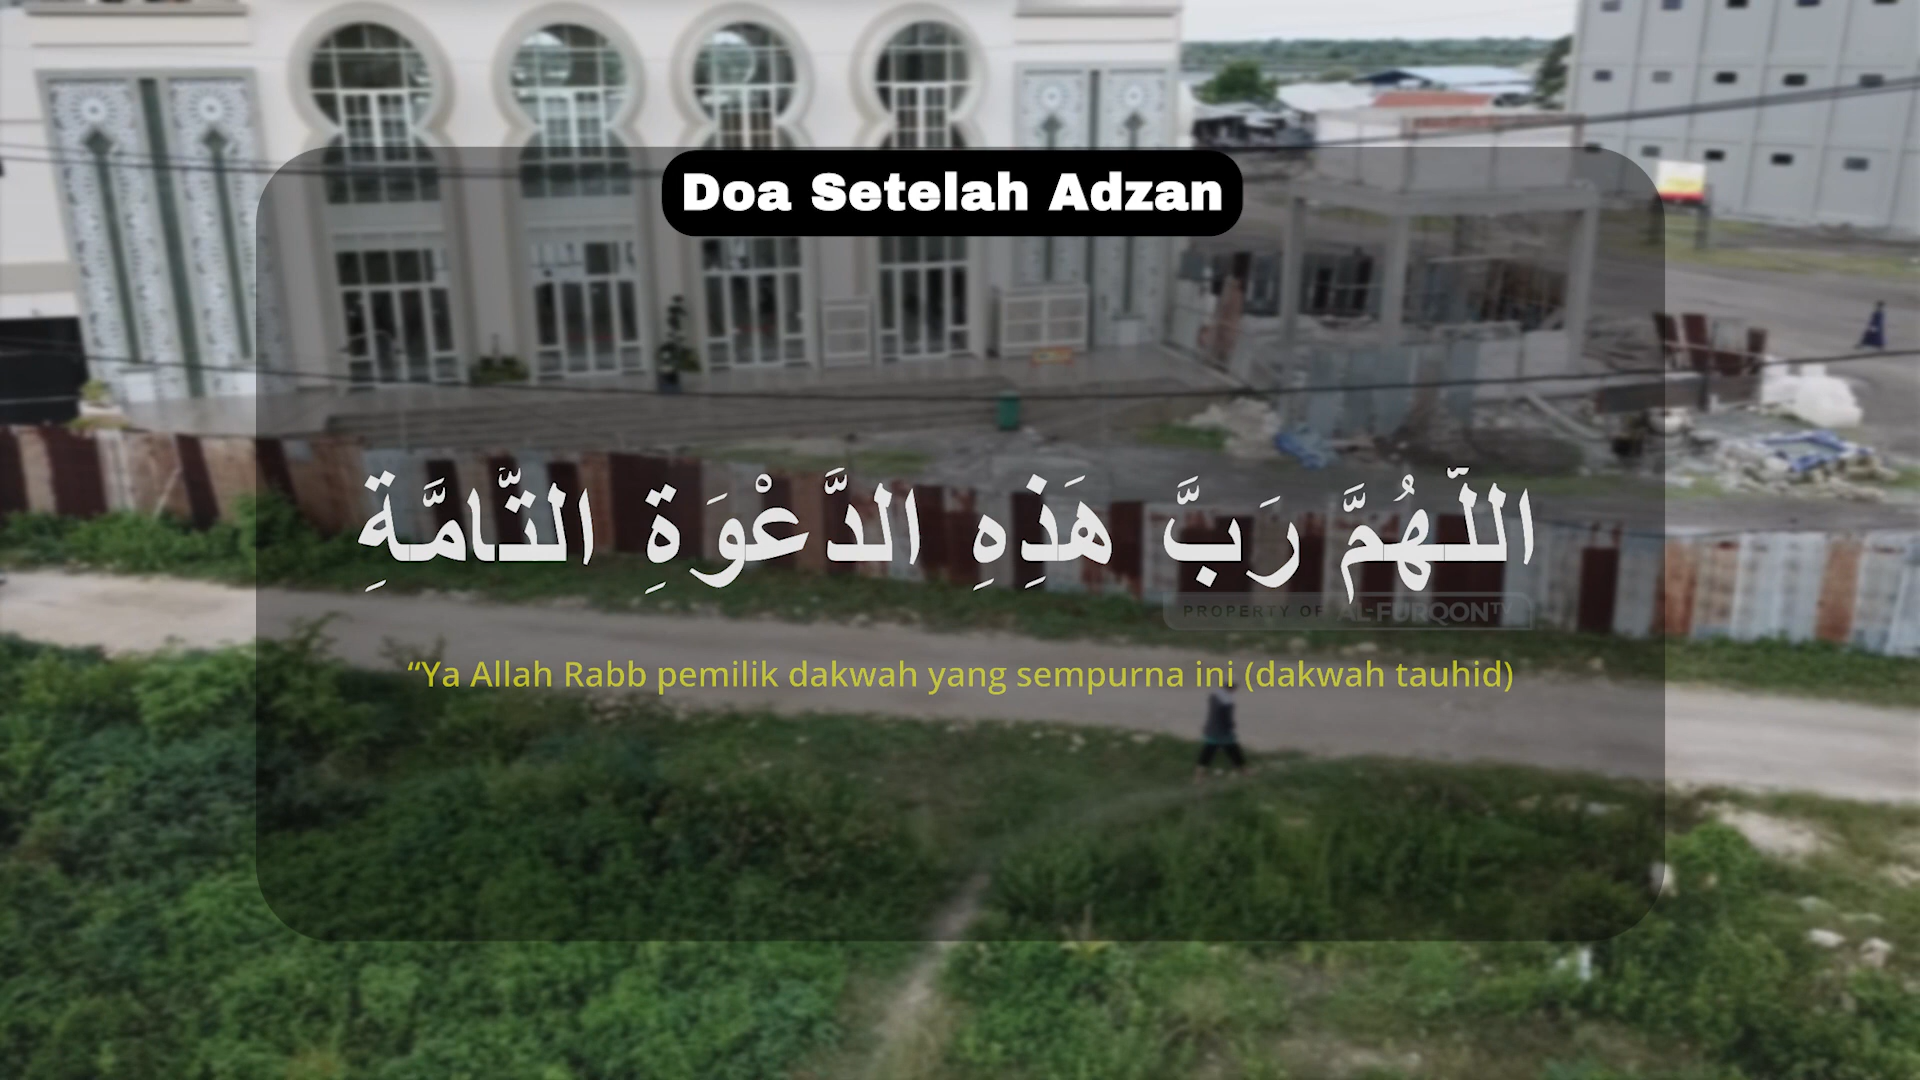 Doa Setelah Adzan
اللّٰهُمَّ رَبَّ هَذِهِ الدَّعْوَةِ التَّامَّةِ
PROPERTY OF AL-FURQON TV
“Ya Allah Rabb pemilik dakwah yang sempurna ini (dakwah tauhid)